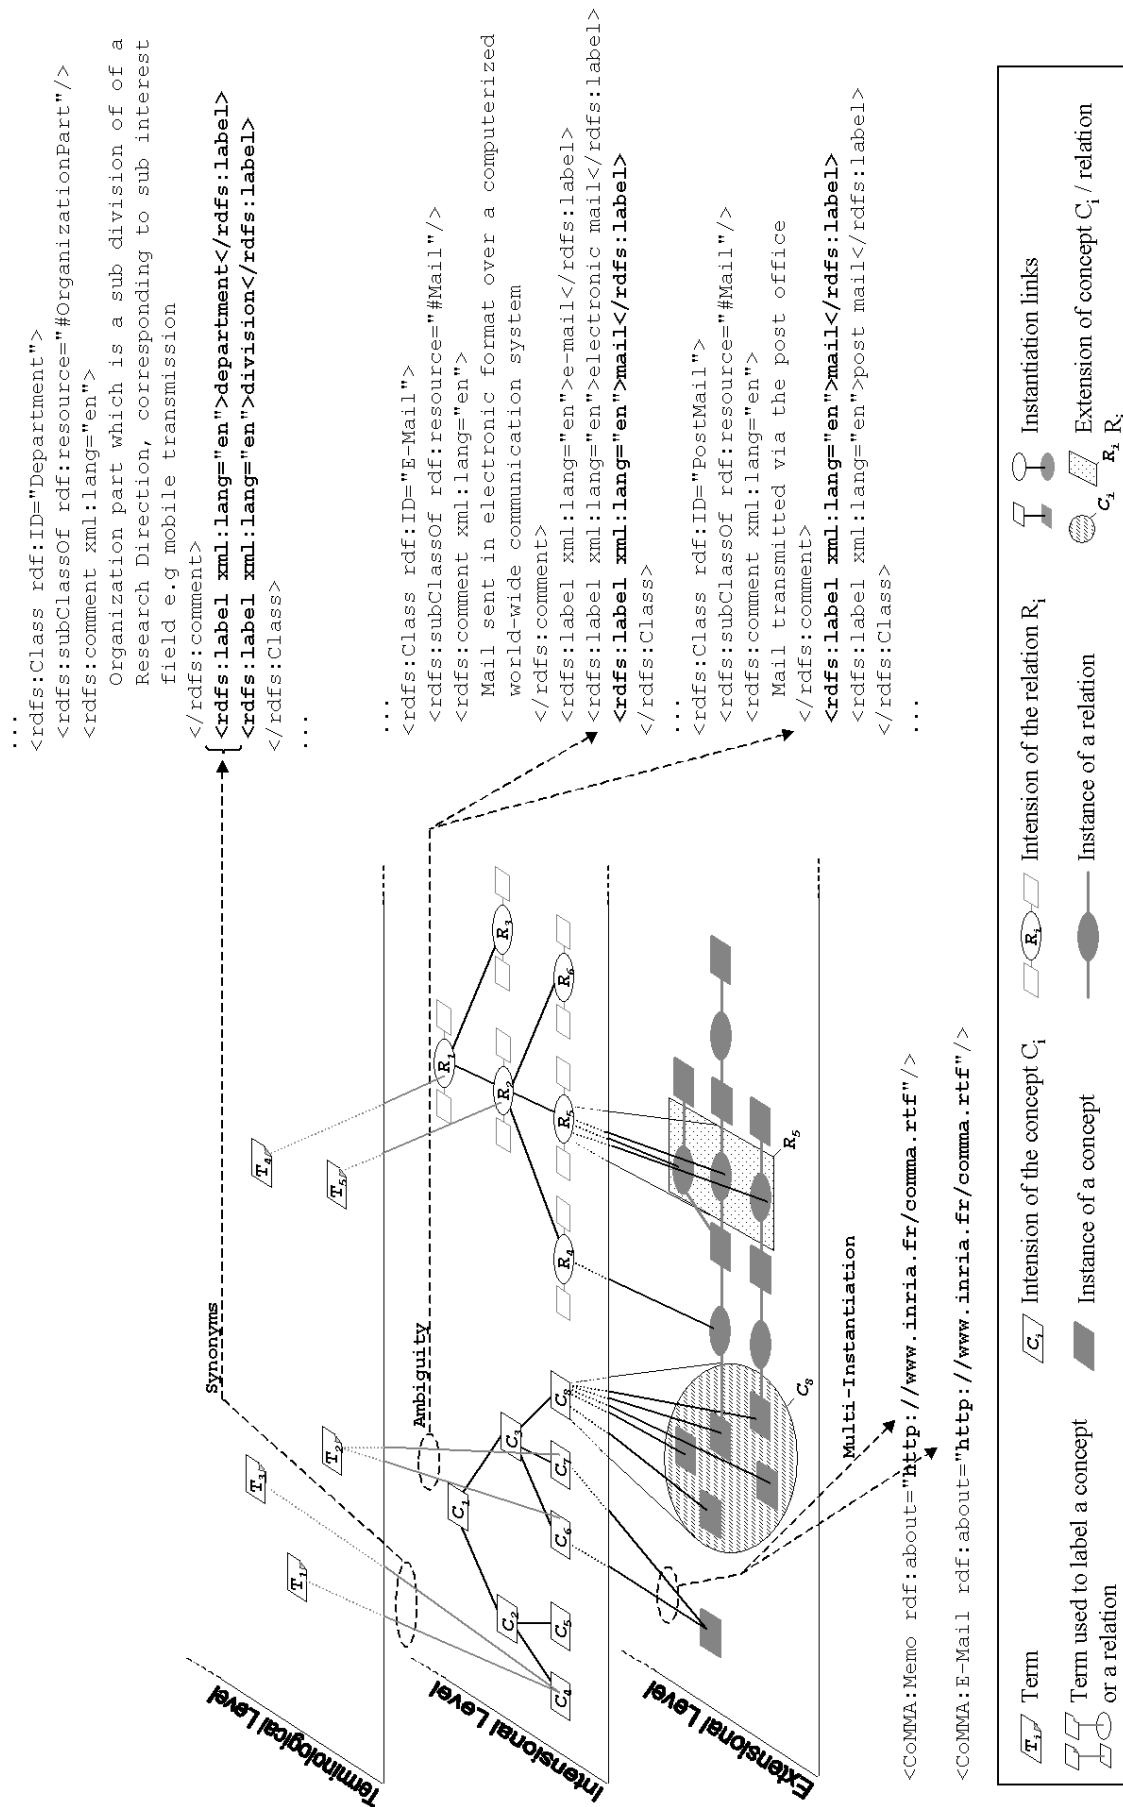 ...
<rdfs:Class rdf:ID="Department">
<rdfs:subClassOf rdf:resource="#OrganizationPart"/>
<rdfs:comment xml:lang="en">
Organization part which is a sub division of of a
Research Direction, corresponding to sub interest
field e.g mobile transmission
</rdfs:comment>
<rdfs:label xml:lang="en">department</rdfs:label>
<rdfs:label xml:lang="en">division</rdfs:label>
</rdfs:Class>
...
...
<rdfs:Class rdf:ID="E-Mail">
<rdfs:subClassOf rdf:resource="#Mail"/>
<rdfs:comment xml:lang="en">
Mail sent in electronic format over a computerized
world-wide communication system
</rdfs:comment>
<rdfs:label xml:lang="en">e-mail</rdfs:label>
<rdfs:label xml:lang="en">electronic mail</rdfs:label>
<rdfs:label xml:lang="en">mail</rdfs:label>
</rdfs:Class>
...
<rdfs:Class rdf:ID="PostMail">
<rdfs:subClassOf rdf:resource="#Mail"/>
<rdfs:comment xml:lang="en">
Mail transmitted via the post office
</rdfs:comment>
<rdfs:label xml:lang="en">mail</rdfs:label>
<rdfs:label xml:lang="en">post mail</rdfs:label>
</rdfs:Class>
...
Synonyms
Terminological Level
T1
T3
T2
T5
T4
Ambiguity
Intensional Level
C1
C2
C3
C4
C5
C6
C7
C8
R1
R2
R3
R4
R5
R6
Extensional Level
C8
R5
Multi-Instantiation
<CoMMA:Memo rdf:about="http://www.inria.fr/comma.rtf"/>
<CoMMA:E-Mail rdf:about="http://www.inria.fr/comma.rtf"/>
Ti Term
Ci Intension of the concept Ci
Ri Intension of the relation Ri
Instantiation links
Term used to label a concept
or a relation
Instance of a concept
Instance of a relation
Ci Ri Extension of concept Ci / relation
Ri